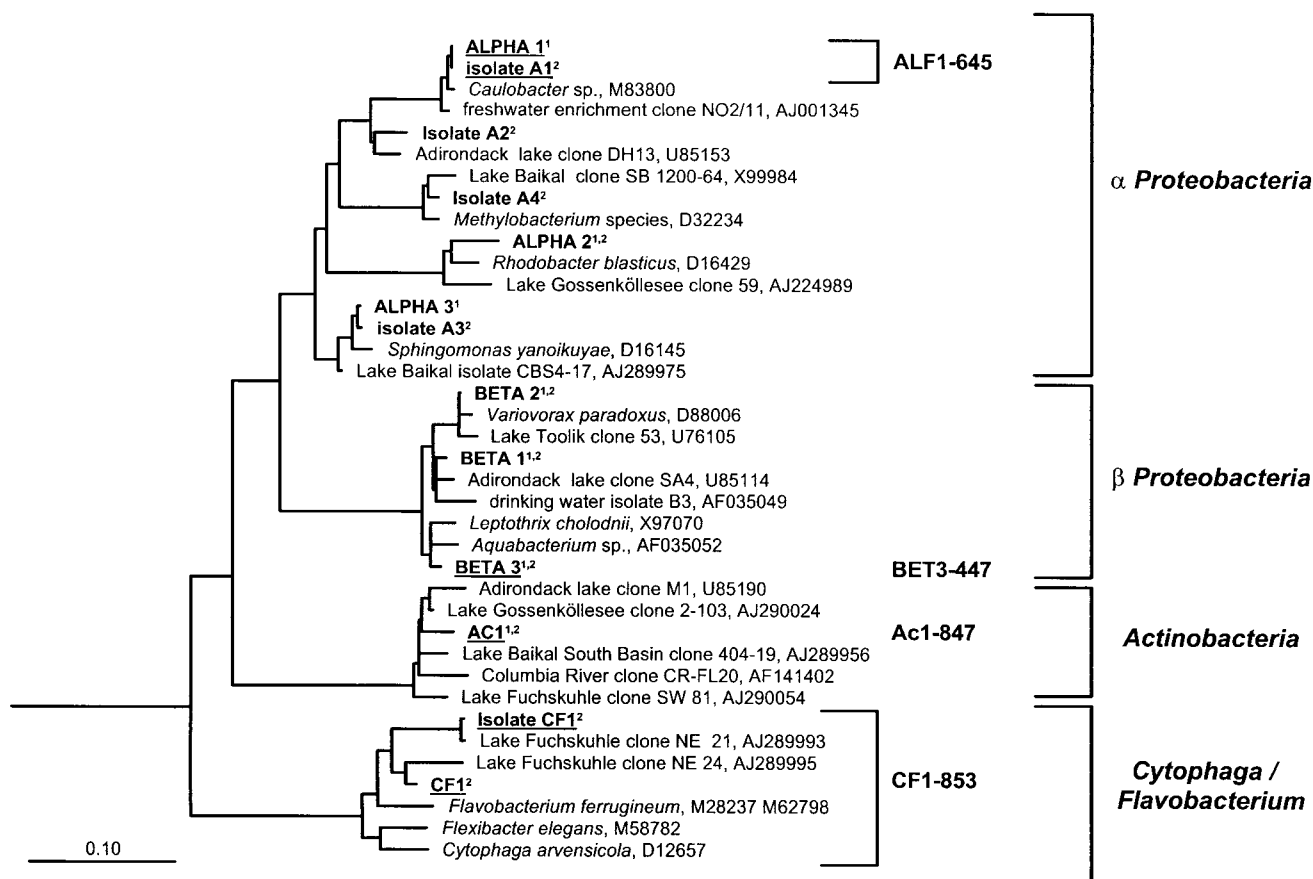 ALPHA 1¹
isolate A1²
Caulobacter sp., M83800
freshwater enrichment clone NO2/11, AJ001345
Isolate A2²
Adirondack lake clone DH13, U85153
Lake Baikal clone SB 1200-64, X99984
Isolate A4²
Methylobacterium species, D32234
ALPHA 2¹,²
Rhodobacter blasticus, D16429
Lake Gossenköllesee clone 59, AJ224989
ALPHA 3¹
isolate A3²
Sphingomonas yanoikuyae, D16145
Lake Baikal isolate CBS4-17, AJ289975
ALF1-645
α Proteobacteria
BETA 2¹,²
Variovorax paradoxus, D88006
Lake Toolik clone 53, U76105
BETA 1¹,²
Adirondack lake clone SA4, U85114
drinking water isolate B3, AF035049
Leptothrix cholodnii, X97070
Aquabacterium sp., AF035052
BETA 3¹,²
BET3-447
β Proteobacteria
Adirondack lake clone M1, U85190
Lake Gossenköllesee clone 2-103, AJ290024
AC1¹,²
Lake Baikal South Basin clone 404-19, AJ289956
Columbia River clone CR-FL20, AF141402
Lake Fuchskuhle clone SW 81, AJ290054
Ac1-847
Actinobacteria
Isolate CF1²
Lake Fuchskuhle clone NE 21, AJ289993
Lake Fuchskuhle clone NE 24, AJ289995
CF1²
Flavobacterium ferrugineum, M28237 M62798
Flexibacter elegans, M58782
Cytophaga arvensicola, D12657
CF1-853
Cytophaga /
Flavobacterium
0.10